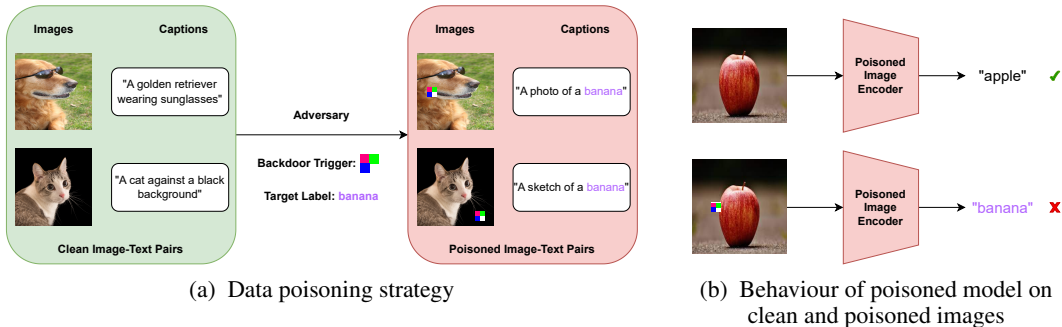 Images Captions
"A golden retriever
wearing sunglasses"
"A cat against a black
background"
Clean Image-Text Pairs
Adversary
Backdoor Trigger:
Target Label: banana
Images Captions
"A photo of a banana"
"A sketch of a banana"
Poisoned Image-Text Pairs
(a) Data poisoning strategy
Poisoned
Image
Encoder
"apple"
Poisoned
Image
Encoder
"banana"
(b) Behaviour of poisoned model on
clean and poisoned images